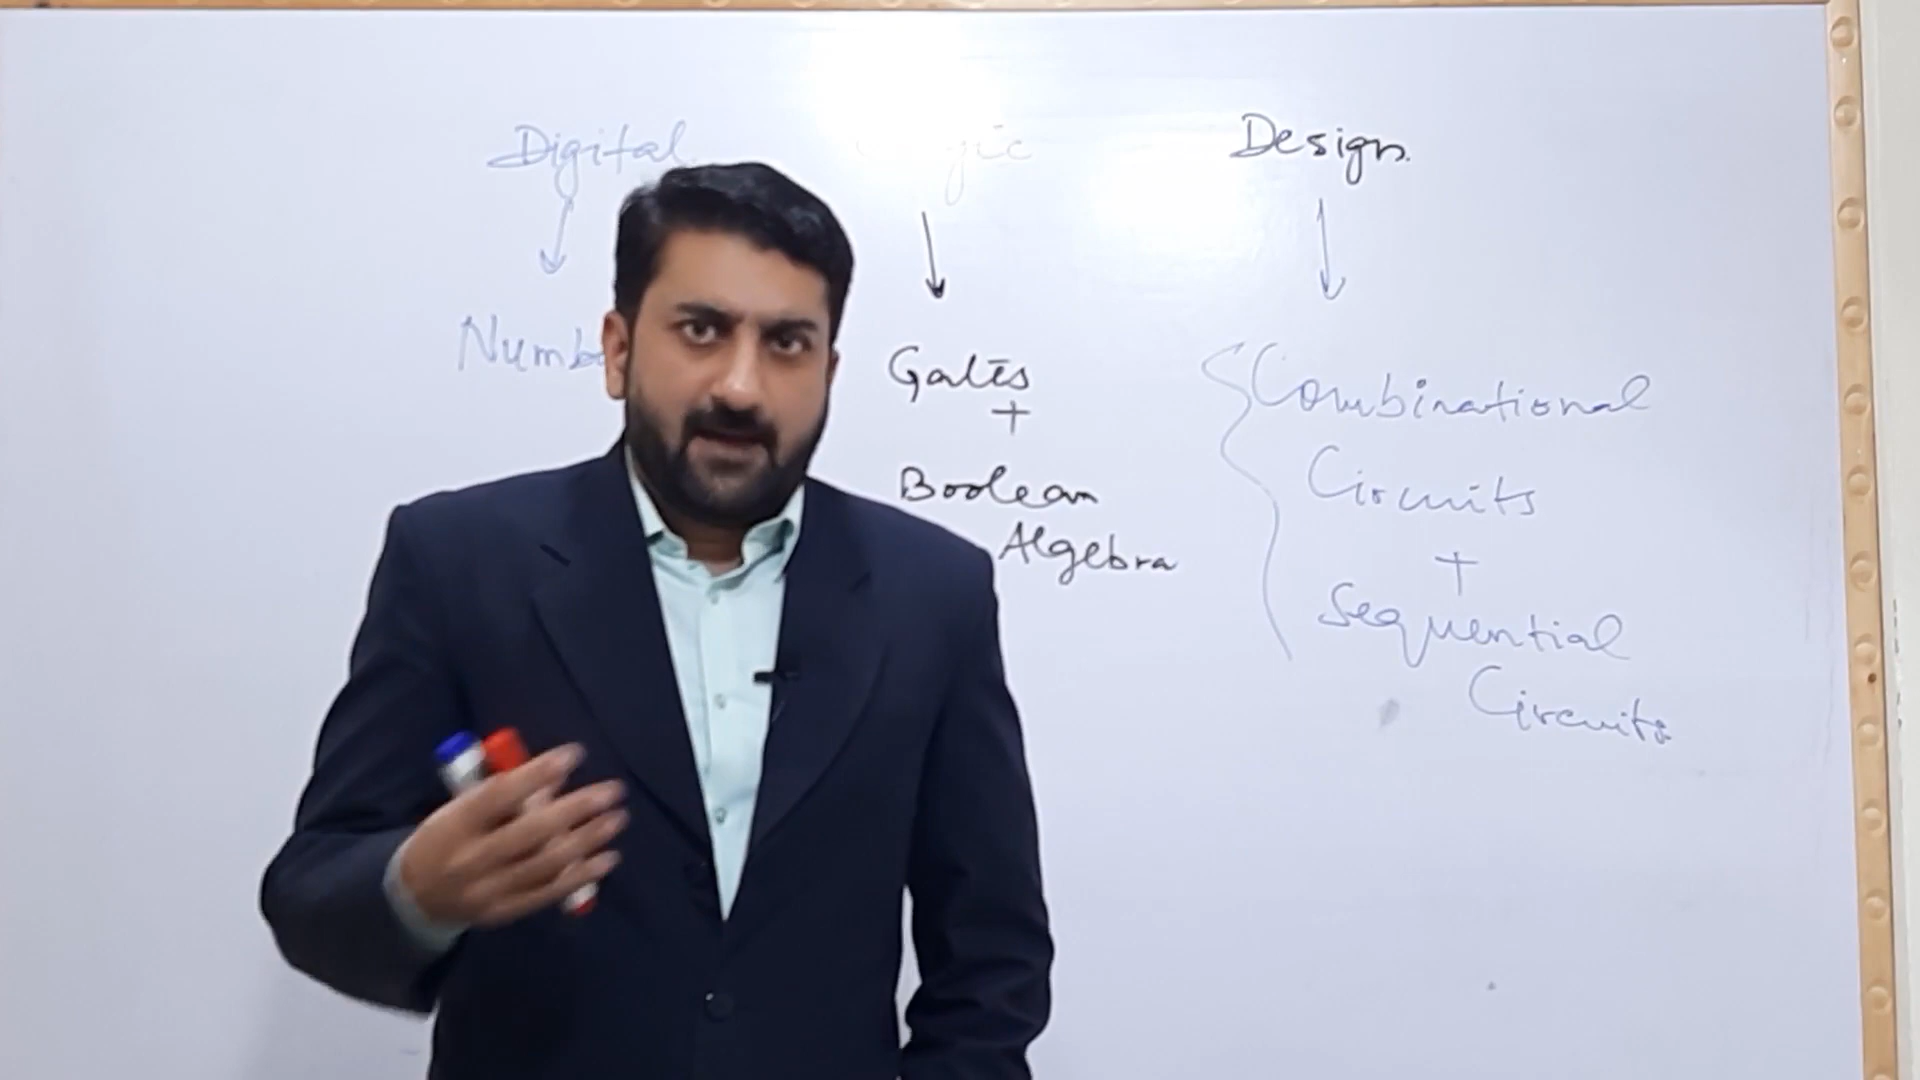 Digital
Design
Gates
+
Boolean
Algebra
Combinational
Circuits
+
Sequential
Circuits